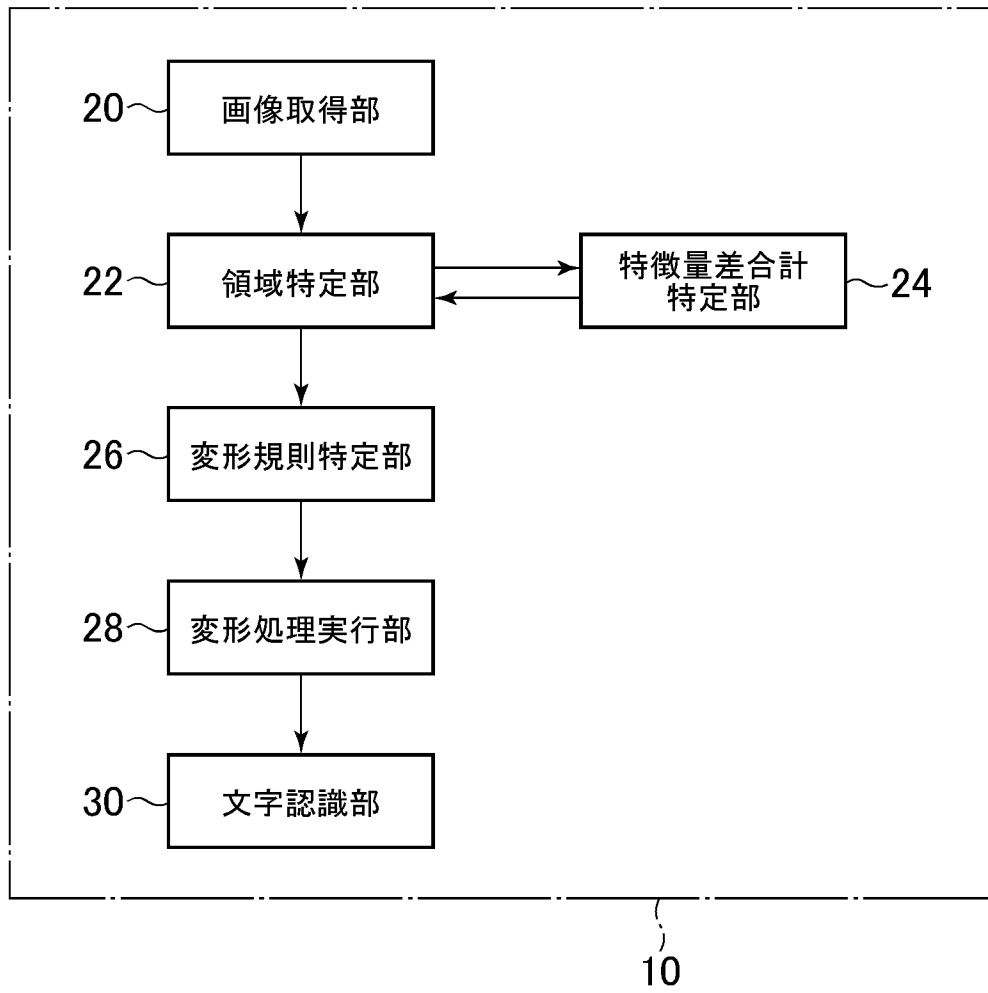 20
画像取得部
22
領域特定部
特徴量差合計
特定部
24
26
変形規則特定部
28
変形処理実行部
30
文字認識部
10